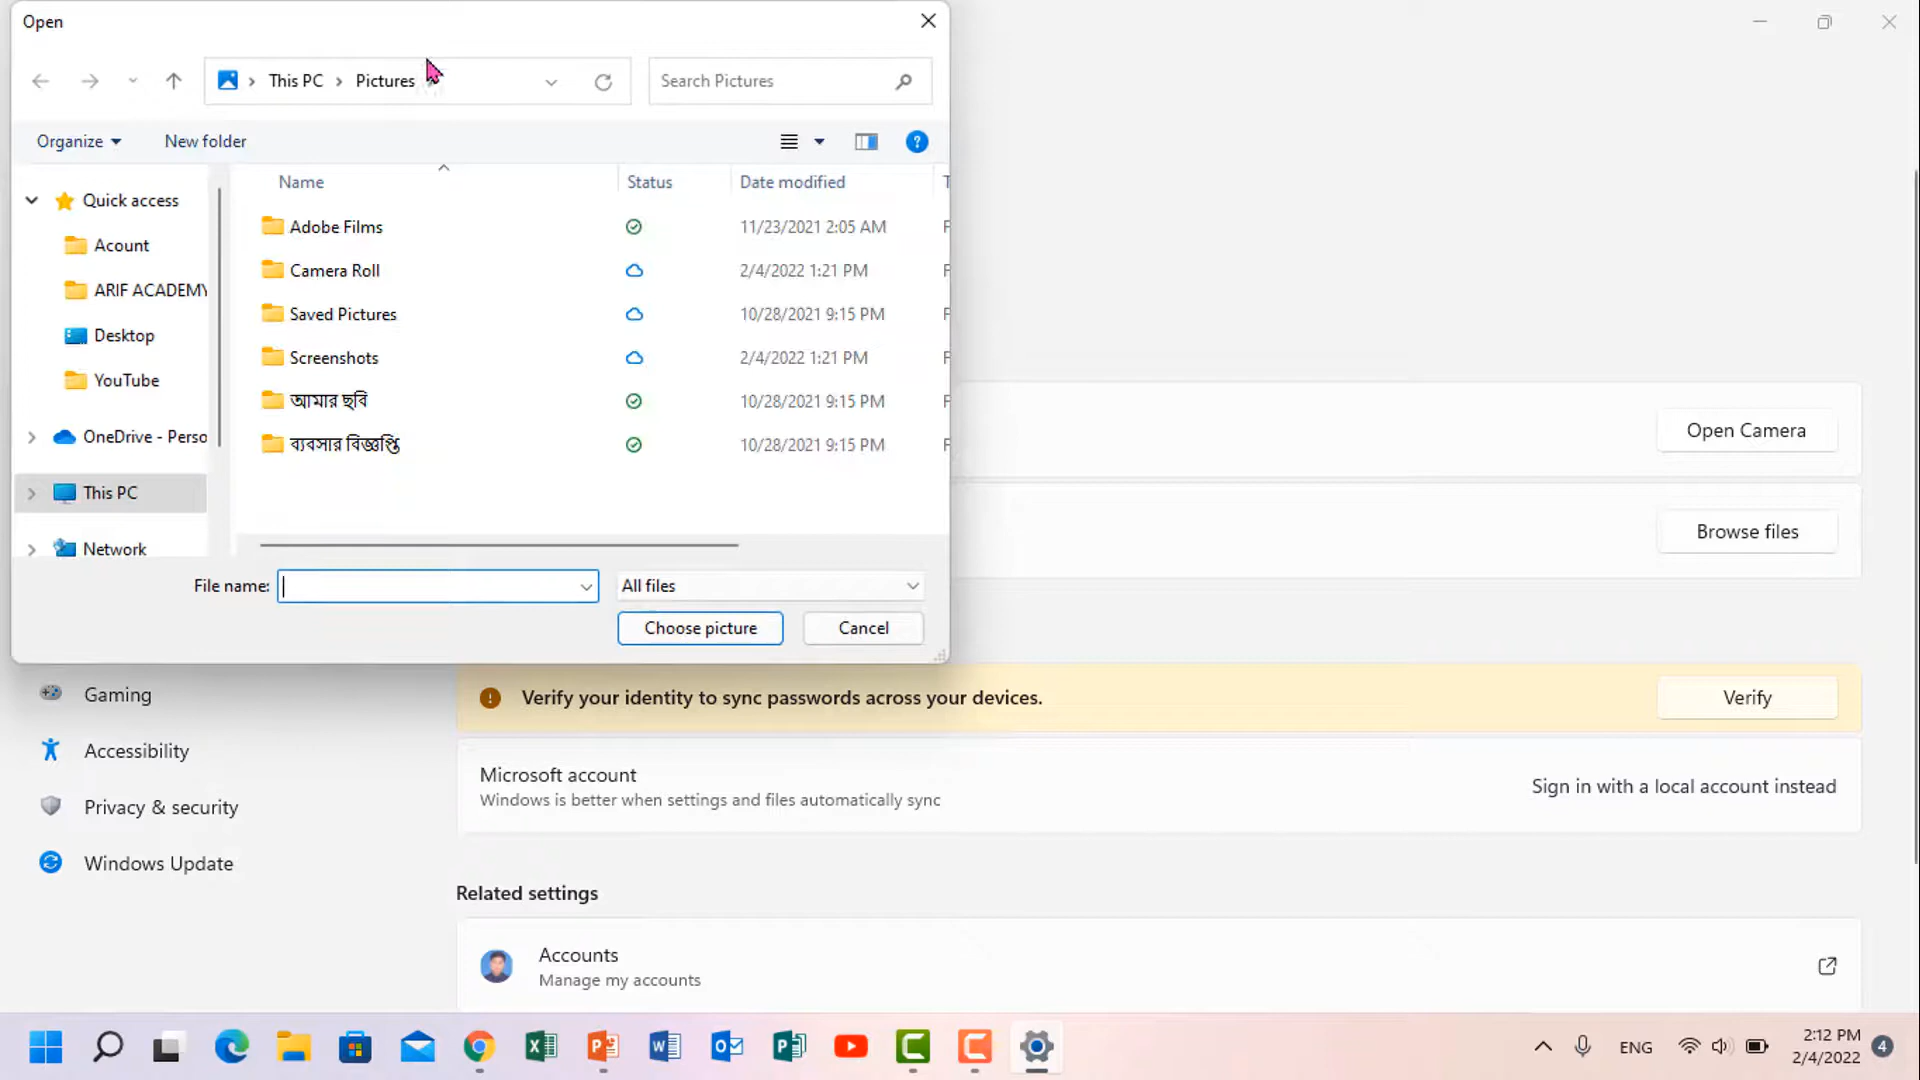 Open
This PC > Pictures
Search Pictures
Organize
New folder
Name
Status
Date modified
Quick access
Acount
ARIF ACADEMY
Desktop
YouTube
OneDrive - Perso
This PC
Network
Adobe Films 11/23/2021 2:05 AM F
Camera Roll 2/4/2022 1:21 PM F
Saved Pictures 10/28/2021 9:15 PM F
Screenshots 2/4/2022 1:21 PM F
আমার ছবি 10/28/2021 9:15 PM F
ব্যবসার বিজ্ঞপ্তি 10/28/2021 9:15 PM F
File name:
All files
Choose picture
Cancel
Open Camera
Browse files
Gaming
Accessibility
Privacy & security
Windows Update
Verify your identity to sync passwords across your devices.
Verify
Microsoft account
Windows is better when settings and files automatically sync
Sign in with a local account instead
Related settings
Accounts
Manage my accounts
ENG
2:12 PM
2/4/2022
4